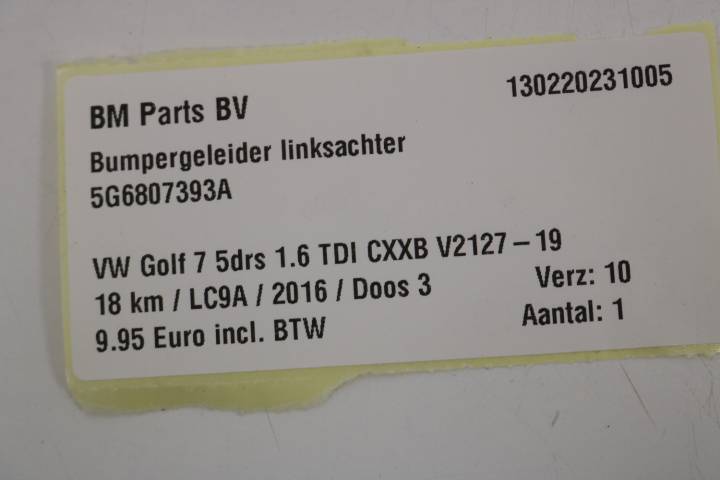 BM Parts BV 130220231005
Bumpergeleider linksachter
5G6807393A
VW Golf 7 5drs 1.6 TDI CXXB V2127 – 19
18 km / LC9A / 2016 / Doos 3 Verz: 10
9.95 Euro incl. BTW Aantal: 1